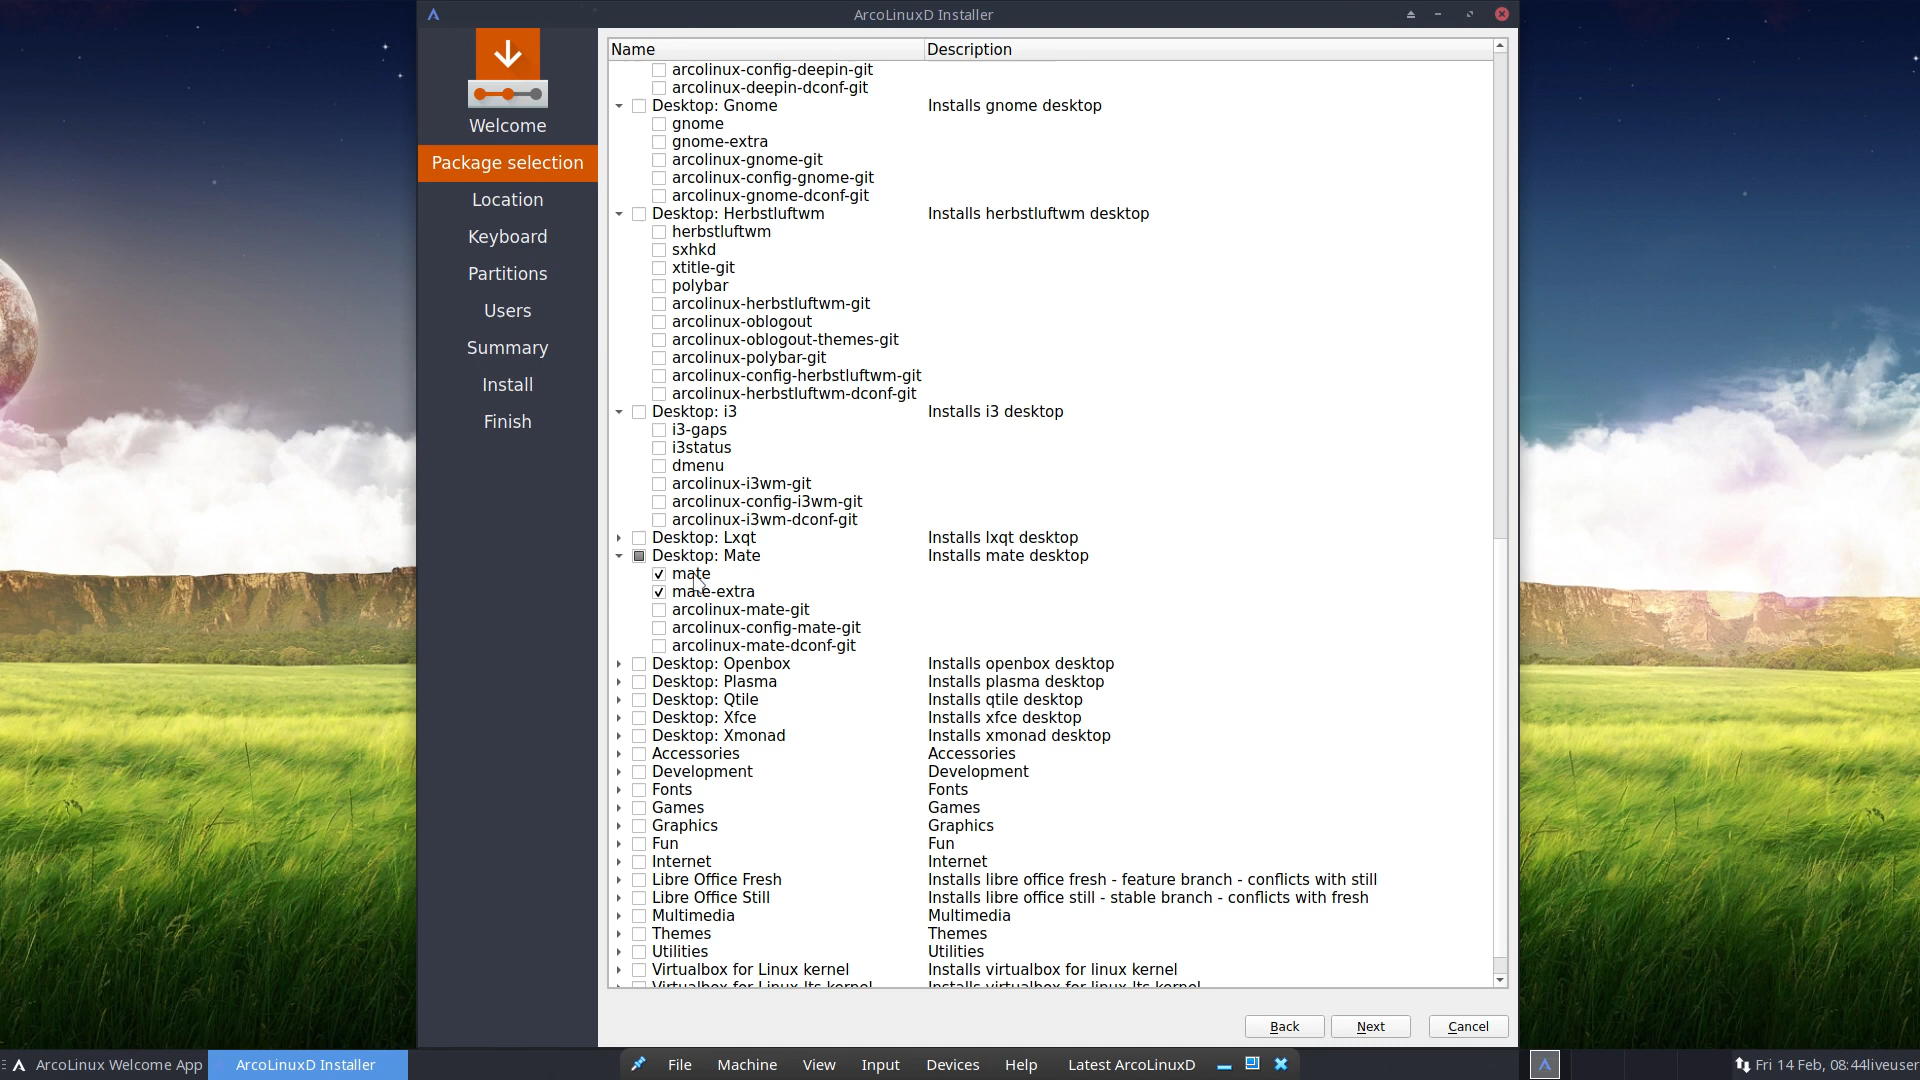 ArcoLinuxD Installer
Welcome
Package selection
Location
Keyboard
Partitions
Users
Summary
Install
Finish
Name Description
arcolinux-config-deepin-git
arcolinux-deepin-dconf-git
Desktop: Gnome Installs gnome desktop
gnome
gnome-extra
arcolinux-gnome-git
arcolinux-config-gnome-git
arcolinux-gnome-dconf-git
Desktop: Herbstluftwm Installs herbstluftwm desktop
herbstluftwm
sxhkd
xtitle-git
polybar
arcolinux-herbstluftwm-git
arcolinux-oblogout
arcolinux-oblogout-themes-git
arcolinux-polybar-git
arcolinux-config-herbstluftwm-git
arcolinux-herbstluftwm-dconf-git
Desktop: i3 Installs i3 desktop
i3-gaps
i3status
dmenu
arcolinux-i3wm-git
arcolinux-config-i3wm-git
arcolinux-i3wm-dconf-git
Desktop: Lxqt Installs lxqt desktop
Desktop: Mate Installs mate desktop
mate
mate-extra
arcolinux-mate-git
arcolinux-config-mate-git
arcolinux-mate-dconf-git
Desktop: Openbox Installs openbox desktop
Desktop: Plasma Installs plasma desktop
Desktop: Qtile Installs qtile desktop
Desktop: Xfce Installs xfce desktop
Desktop: Xmonad Installs xmonad desktop
Accessories Accessories
Development Development
Fonts Fonts
Games Games
Graphics Graphics
Fun Fun
Internet Internet
Libre Office Fresh Installs libre office fresh - feature branch - conflicts with still
Libre Office Still Installs libre office still - stable branch - conflicts with fresh
Multimedia Multimedia
Themes Themes
Utilities Utilities
Virtualbox for Linux kernel Installs virtualbox for linux kernel
Virtualbox for Linux lts kernel Installs virtualbox for linux lts kernel
Back Next Cancel
ArcoLinux Welcome App ArcoLinuxD Installer File Machine View Input Devices Help Latest ArcoLinuxD Fri 14 Feb, 08:44 liveuser